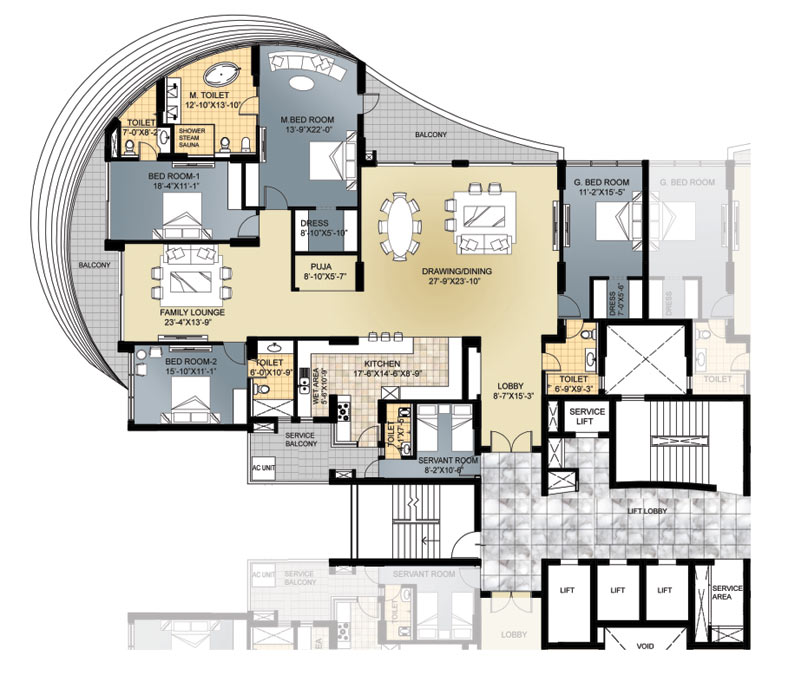 M. TOILET
12'-10"X13'-10"
TOILET
7'-0"X8'-2"
SHOWER
STEAM
SAUNA
M.BED ROOM
13'-9"X22'-0"
BALCONY
BED ROOM-1
18'-4"X11'-1"
G. BED ROOM
11'-2"X15'-5"
G. BED ROOM
DRESS
8'-10"X5'-10"
BALCONY
PUJA
8'-10"X5'-7"
DRAWING/DINING
27'-9"X23'-10"
DRESS
7'-0"X5'-6"
DRESS
FAMILY LOUNGE
23'-4"X13'-9"
BED ROOM-2
15'-10"X11'-1"
TOILET
6'-0"X10'-9"
WET AREA
5'-6"X10'-9"
KITCHEN
17'-6"X14'-6"X8'-9"
LOBBY
8'-7"X15'-3"
TOILET
6'-9"X9'-3"
TOILET
SERVICE
LIFT
SERVICE
BALCONY
TOILET
AC UNIT
SERVANT ROOM
8'-2"X10'-6"
LIFT LOBBY
AC UNIT
SERVICE
BALCONY
SERVANT ROOM
TOILET
LIFT
LIFT
LIFT
SERVICE
AREA
LOBBY
AREA
VOID